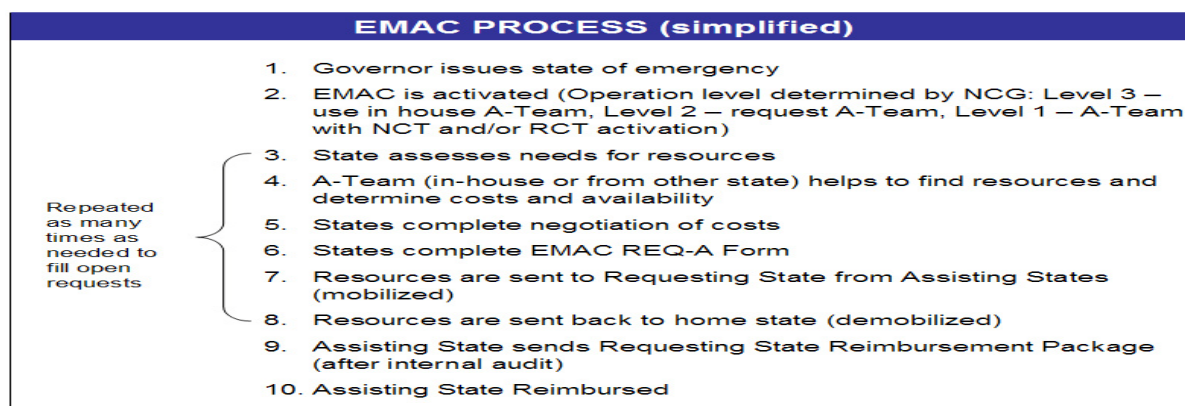 EMAC PROCESS (simplified)
1. Governor issues state of emergency
2. EMAC is activated (Operation level determined by NCG: Level 3 –
use in house A-Team, Level 2 – request A-Team, Level 1 – A-Team
with NCT and/or RCT activation)
3. State assesses needs for resources
4. A-Team (in-house or from other state) helps to find resources and
determine costs and availability
5. States complete negotiation of costs
6. States complete EMAC REQ-A Form
7. Resources are sent to Requesting State from Assisting States
(mobilized)
8. Resources are sent back to home state (demobilized)
9. Assisting State sends Requesting State Reimbursement Package
(after internal audit)
10. Assisting State Reimbursed
Repeated
as many
times as
needed to
fill open
requests